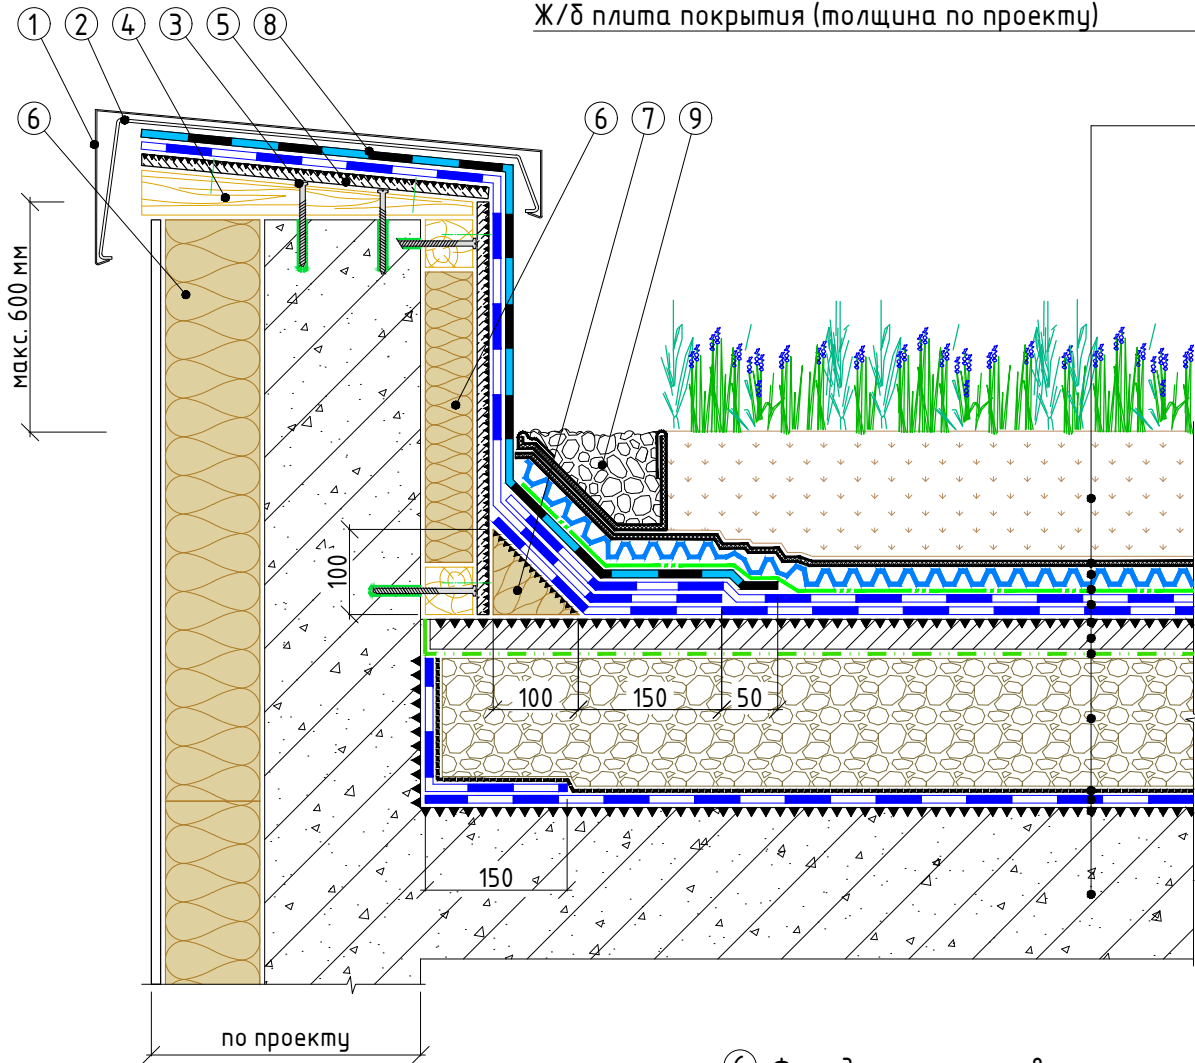 Ж/б плита покрытия (толщина по проекту)
1 2 4 3 5 8
6 6 7 9
макс. 600 мм
100
100 150 50
150
по проекту
6